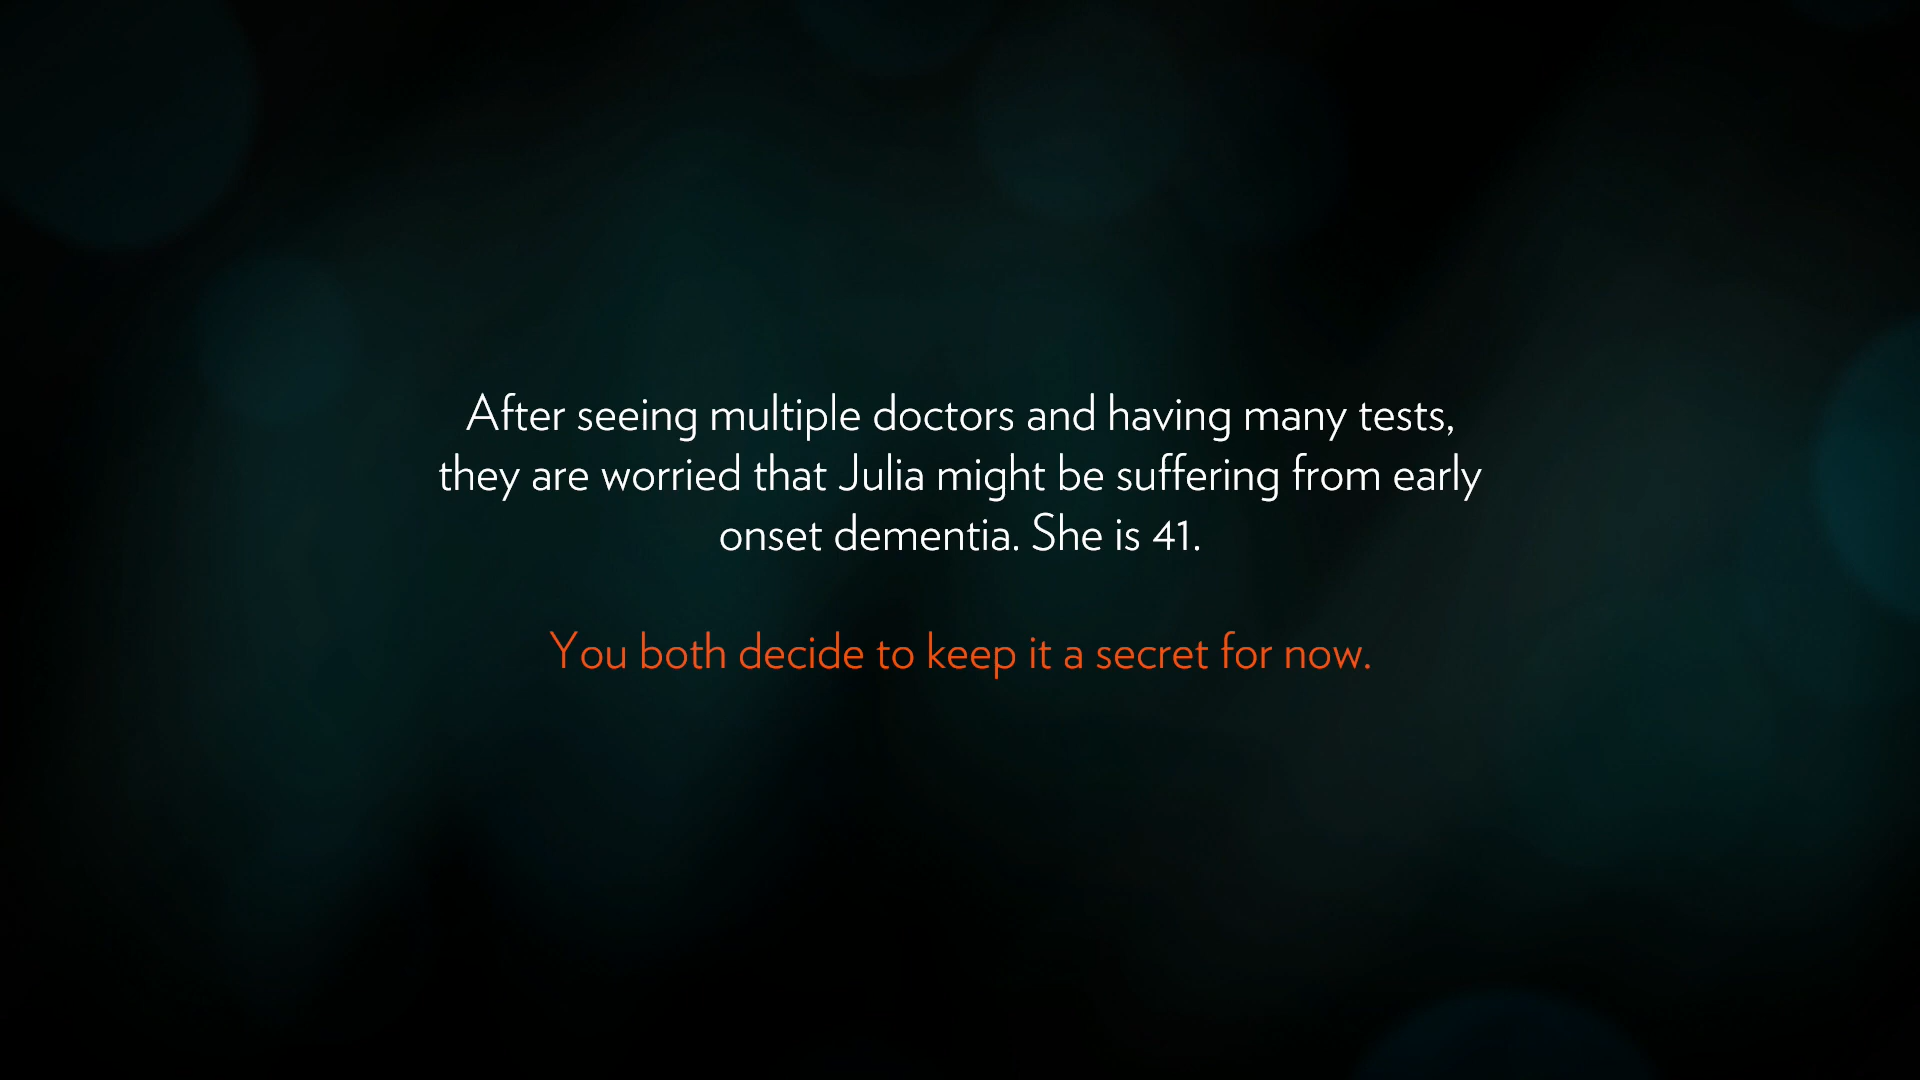 After seeing multiple doctors and having many tests,
they are worried that Julia might be suffering from early
onset dementia. She is 41.
You both decide to keep it a secret for now.